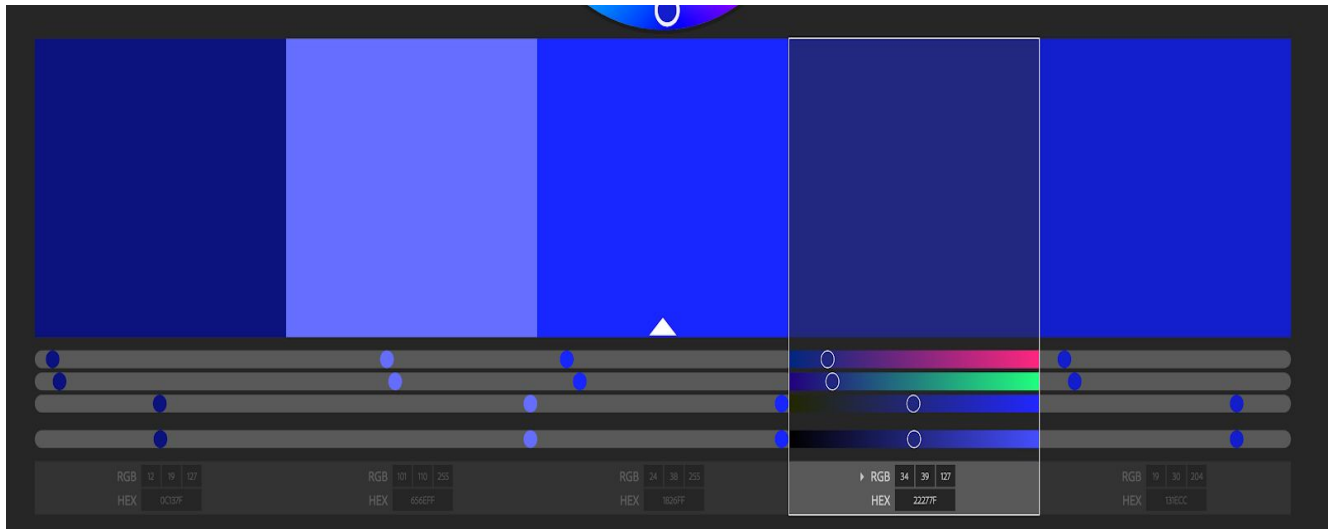 RGB 12 19 127
HEX 0C137F
RGB 101 110 255
HEX 656EFF
RGB 24 38 255
HEX 1826FF
RGB 34 39 127
HEX 22277F
RGB 19 30 204
HEX 131ECC